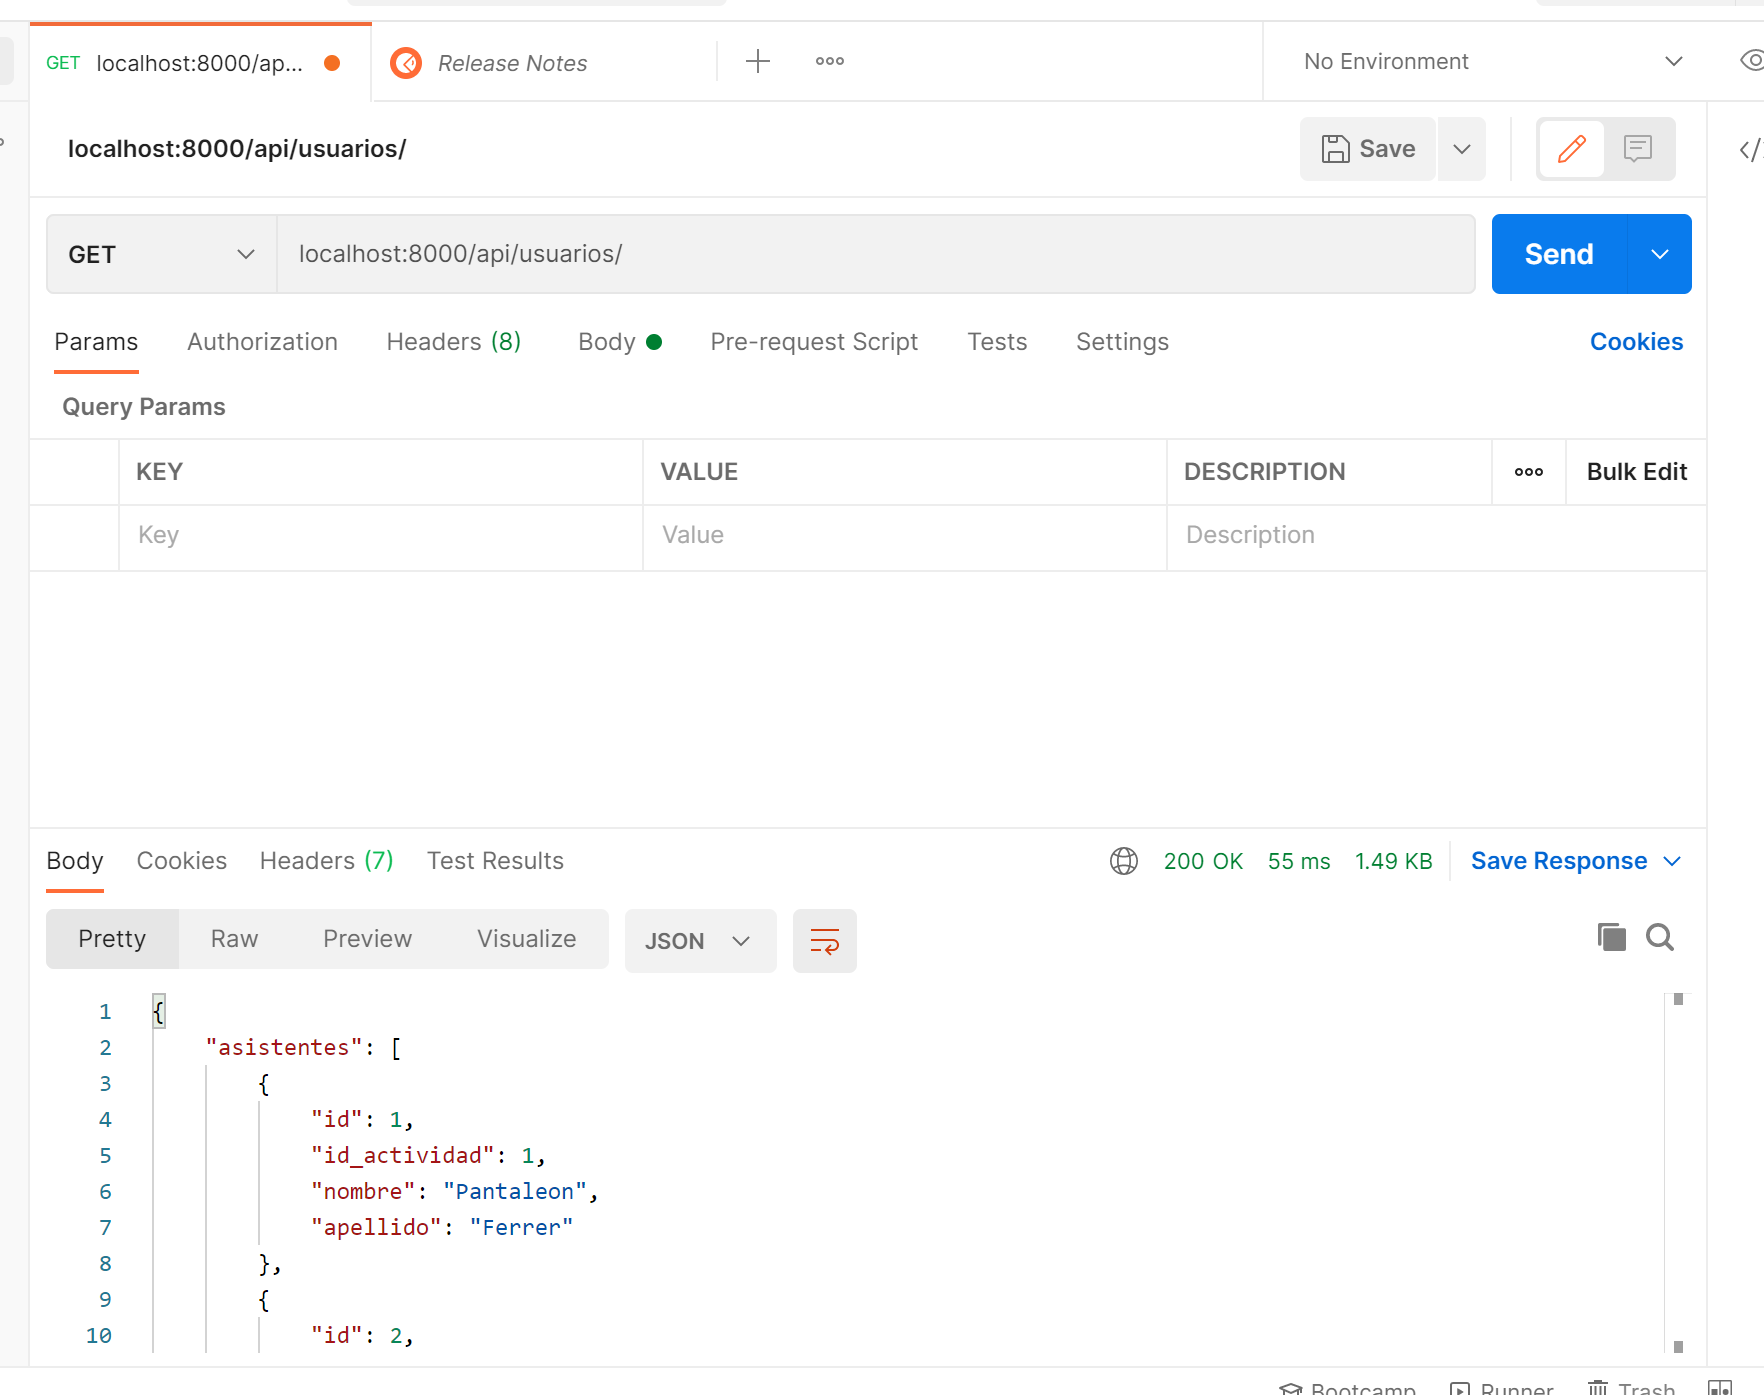 GET localhost:8000/ap... Release Notes No Environment
localhost:8000/api/usuarios/ Save
GET localhost:8000/api/usuarios/ Send
Params Authorization Headers (8) Body Pre-request Script Tests Settings Cookies
Query Params
KEY VALUE DESCRIPTION Bulk Edit
Key Value Description
Body Cookies Headers (7) Test Results 200 OK 55 ms 1.49 KB Save Response
Pretty Raw Preview Visualize JSON
1 {
2 "asistentes": [
3 {
4 "id": 1,
5 "id_actividad": 1,
6 "nombre": "Pantaleon",
7 "apellido": "Ferrer"
8 },
9 {
10 "id": 2,
Bootcamp Runner Trash